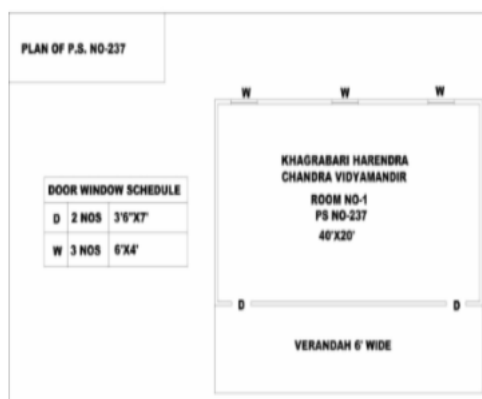 PLAN OF P.S. NO-237
W W W
KHAGRABARI HARENDRA
CHANDRA VIDYAMANDIR
ROOM NO-1
PS NO-237
40'X20'
DOOR WINDOW SCHEDULE
D 2 NOS 3'6"X7'
W 3 NOS 6'X4'
D D
VERANDAH 6' WIDE